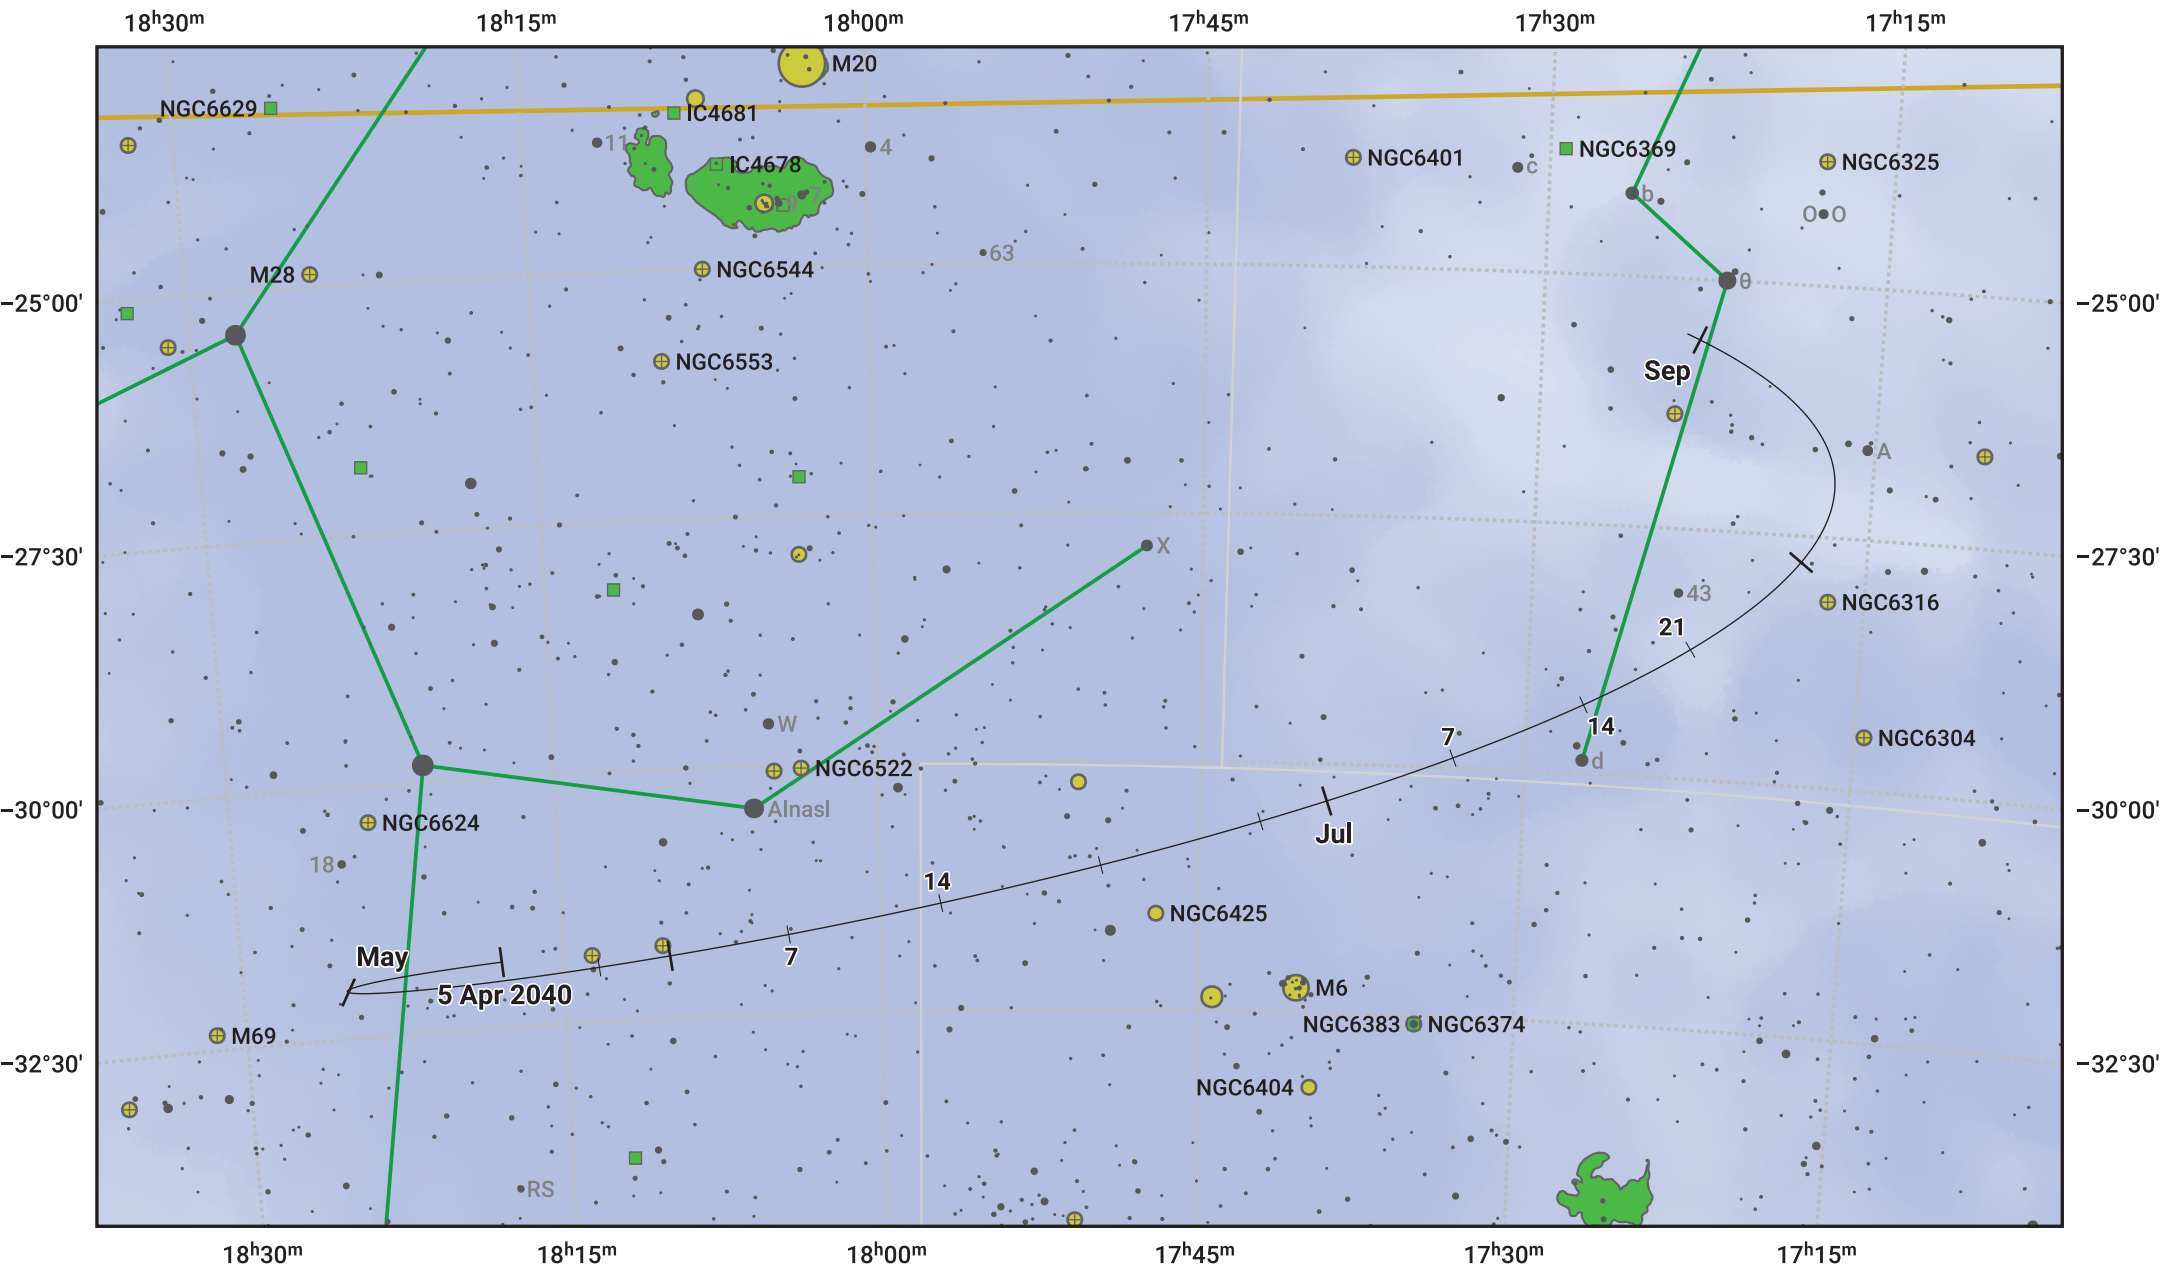 18ʰ30ᵐ 18ʰ15ᵐ 18ʰ00ᵐ 17ʰ45ᵐ 17ʰ30ᵐ 17ʰ15ᵐ
M20
NGC6629 IC4681
11 4
IC4678 NGC6401 c NGC6369 NGC6325
9 7 b
O O
63
M28 NGC6544 θ
−25°00' −25°00'
NGC6553 Sep
A
X
−27°30' −27°30'
43 NGC6316
21
W 14
7 NGC6304
NGC6522 d
−30°00' Alnasl −30°00'
NGC6624 Jul
18
14
NGC6425
May 7
5 Apr 2040 M6
NGC6383 NGC6374
M69
−32°30' −32°30'
NGC6404
RS
18ʰ30ᵐ 18ʰ15ᵐ 18ʰ00ᵐ 17ʰ45ᵐ 17ʰ30ᵐ 17ʰ15ᵐ